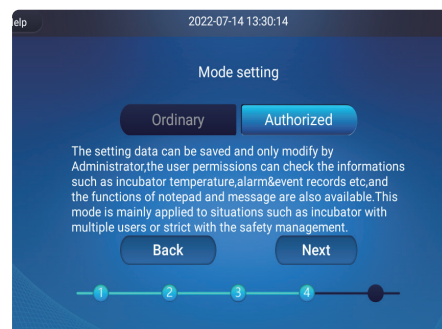 elp
2022-07-14 13:30:14
Mode setting
Ordinary
Authorized
The setting data can be saved and only modify by
Administrator,the user permissions can check the informations
such as incubator temperature,alarm&event records etc,and
the functions of notepad and message are also available.This
mode is mainly applied to situations such as incubator with
multiple users or strict with the safety management.
Back
Next
1
2
3
4